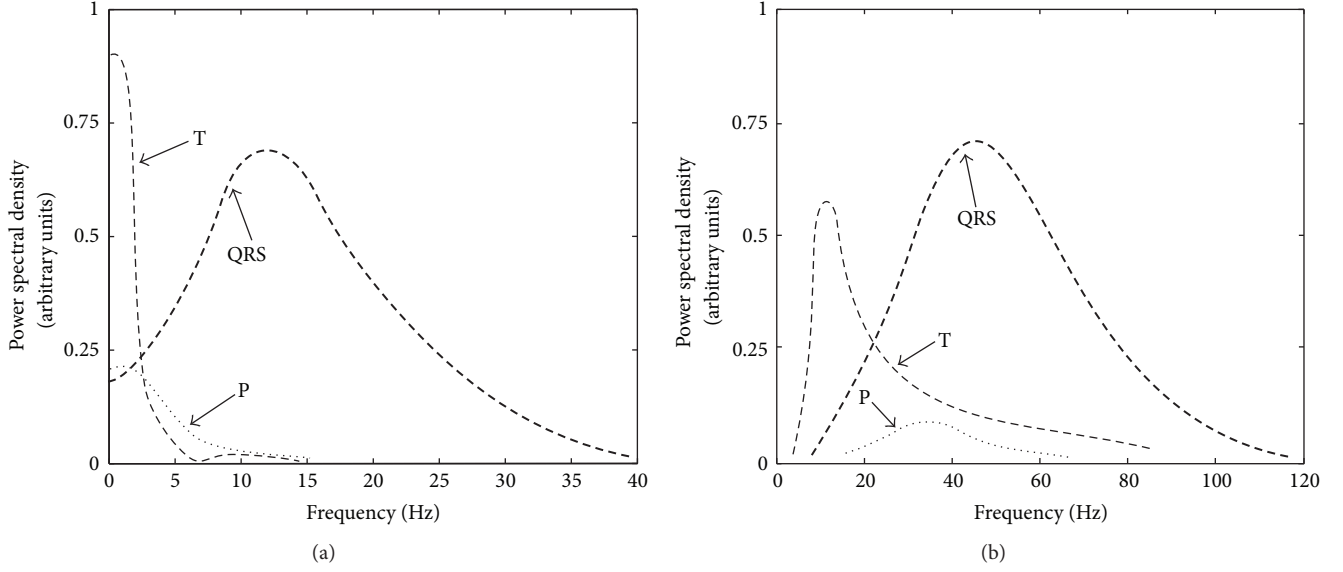 Power spectral density
(arbitrary units)
1
0.75
0.5
0.25
0
T
QRS
P
0 5 10 15 20 25 30 35 40
Frequency (Hz)
(a)
Power spectral density
(arbitrary units)
1
0.75
0.5
0.25
0
QRS
T
P
0 20 40 60 80 100 120
Frequency (Hz)
(b)